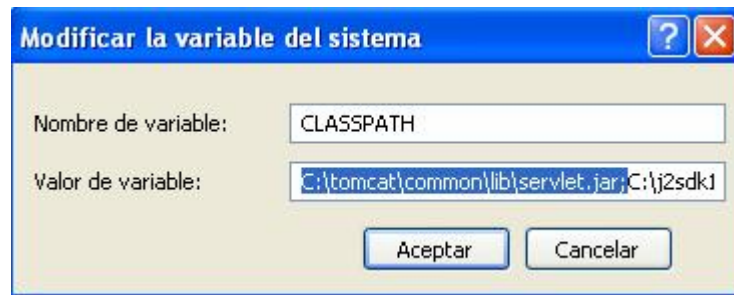 Modificar la variable del sistema
Nombre de variable: CLASSPATH
Valor de variable: C:\tomcat\common\lib\servlet.jar;C:\j2sdk1
Aceptar Cancelar